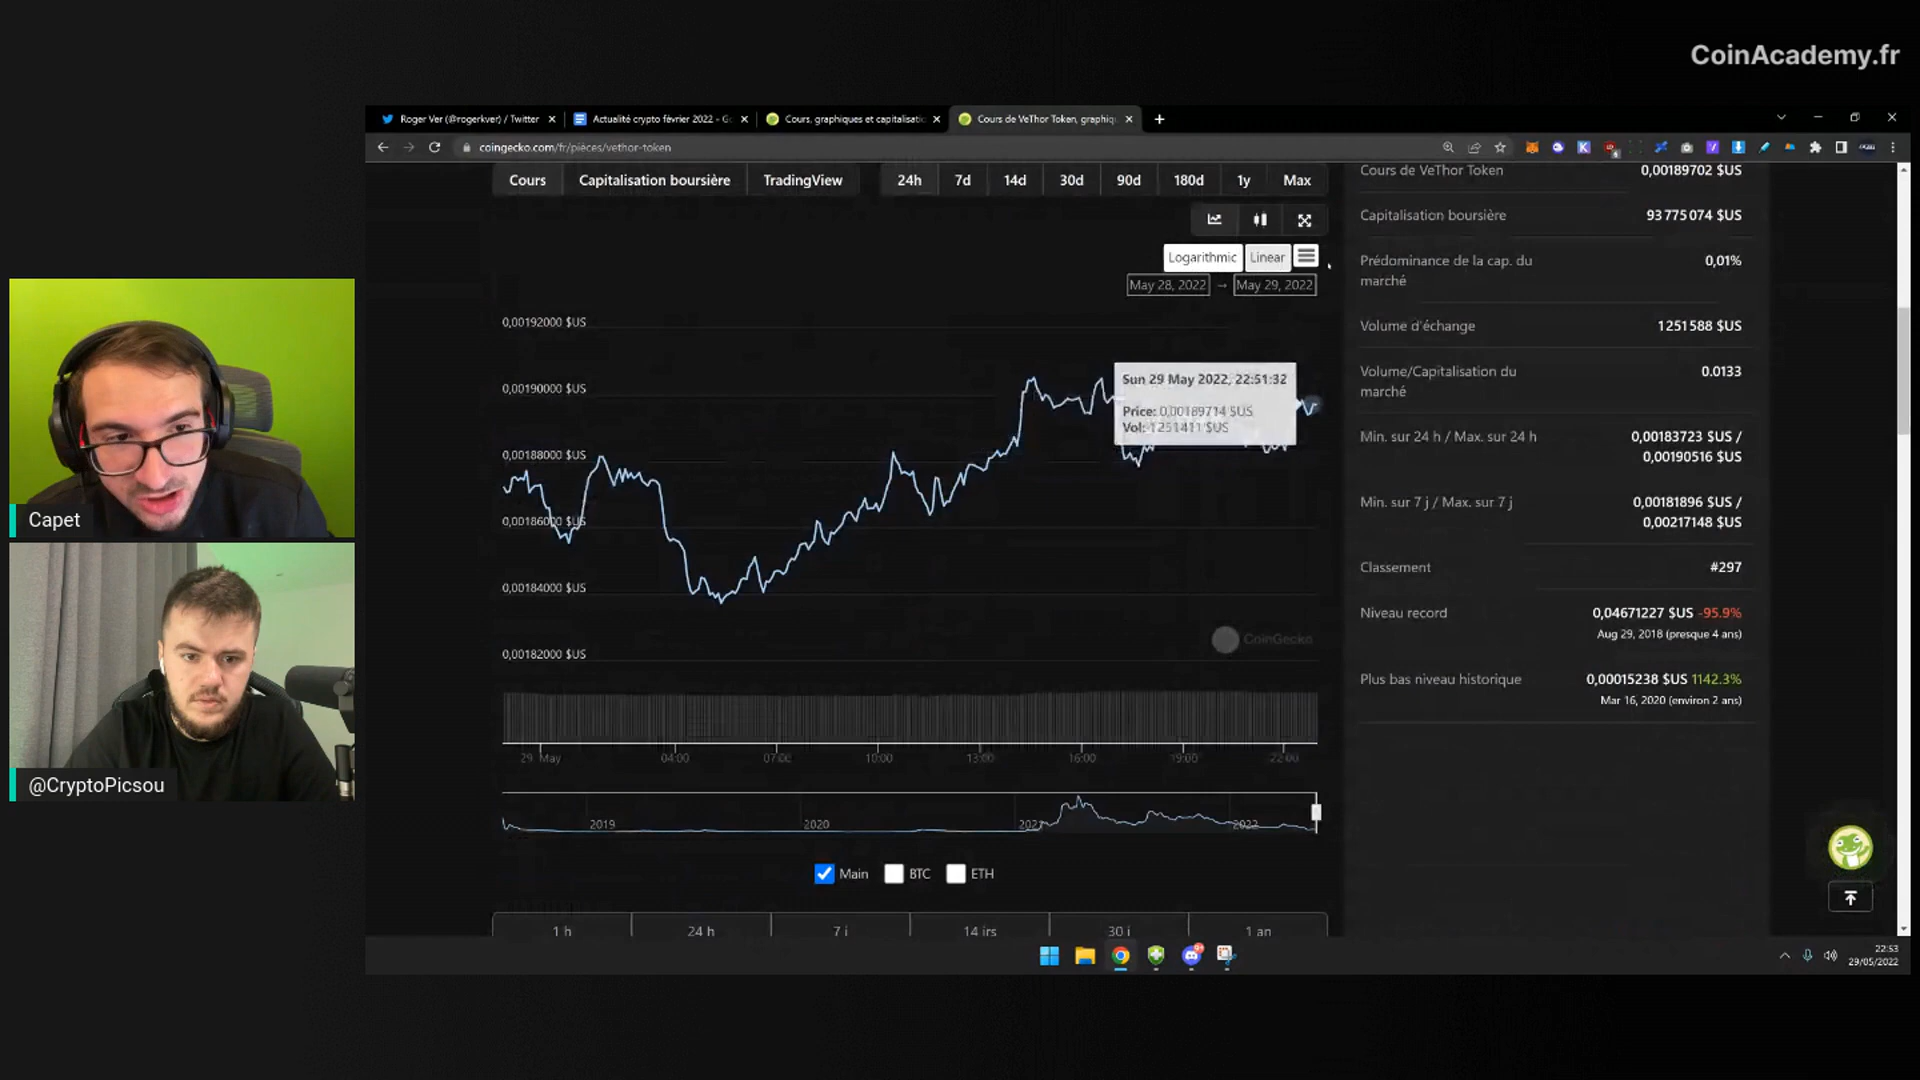 CoinAcademy.fr
Roger Ver (@rogerkver) / Twitter
Actualité crypto février 2022 - Go
Cours, graphiques et capitalisatio
Cours de VeThor Token, graphiqu
coingecko.com/fr/pièces/vethor-token
Cours
Capitalisation boursière
TradingView
24h
7d
14d
30d
90d
180d
1y
Max
Logarithmic
Linear
May 28, 2022 → May 29, 2022
0,00192000 $US
0,00190000 $US
0,00188000 $US
0,00186000 $US
0,00184000 $US
0,00182000 $US
Sun 29 May 2022, 22:51:32
Price: 0,00189714 $US
Vol: 1251411 $US
CoinGecko
29. May
04:00
07:00
10:00
13:00
16:00
19:00
22:00
2019
2020
2021
2022
Main
BTC
ETH
1 h
24 h
7 j
14 jrs
30 j
1 an
Cours de VeThor Token
0,00189702 $US
Capitalisation boursière
93 775 074 $US
Prédominance de la cap. du
marché
0,01%
Volume d'échange
1251588 $US
Volume/Capitalisation du
marché
0.0133
Min. sur 24 h / Max. sur 24 h
0,00183723 $US /
0,00190516 $US
Min. sur 7 j / Max. sur 7 j
0,00181896 $US /
0,00217148 $US
Classement
#297
Niveau record
0,04671227 $US -95.9%
Aug 29, 2018 (presque 4 ans)
Plus bas niveau historique
0,00015238 $US 1142.3%
Mar 16, 2020 (environ 2 ans)
Capet
@CryptoPicsou
22:53
29/05/2022